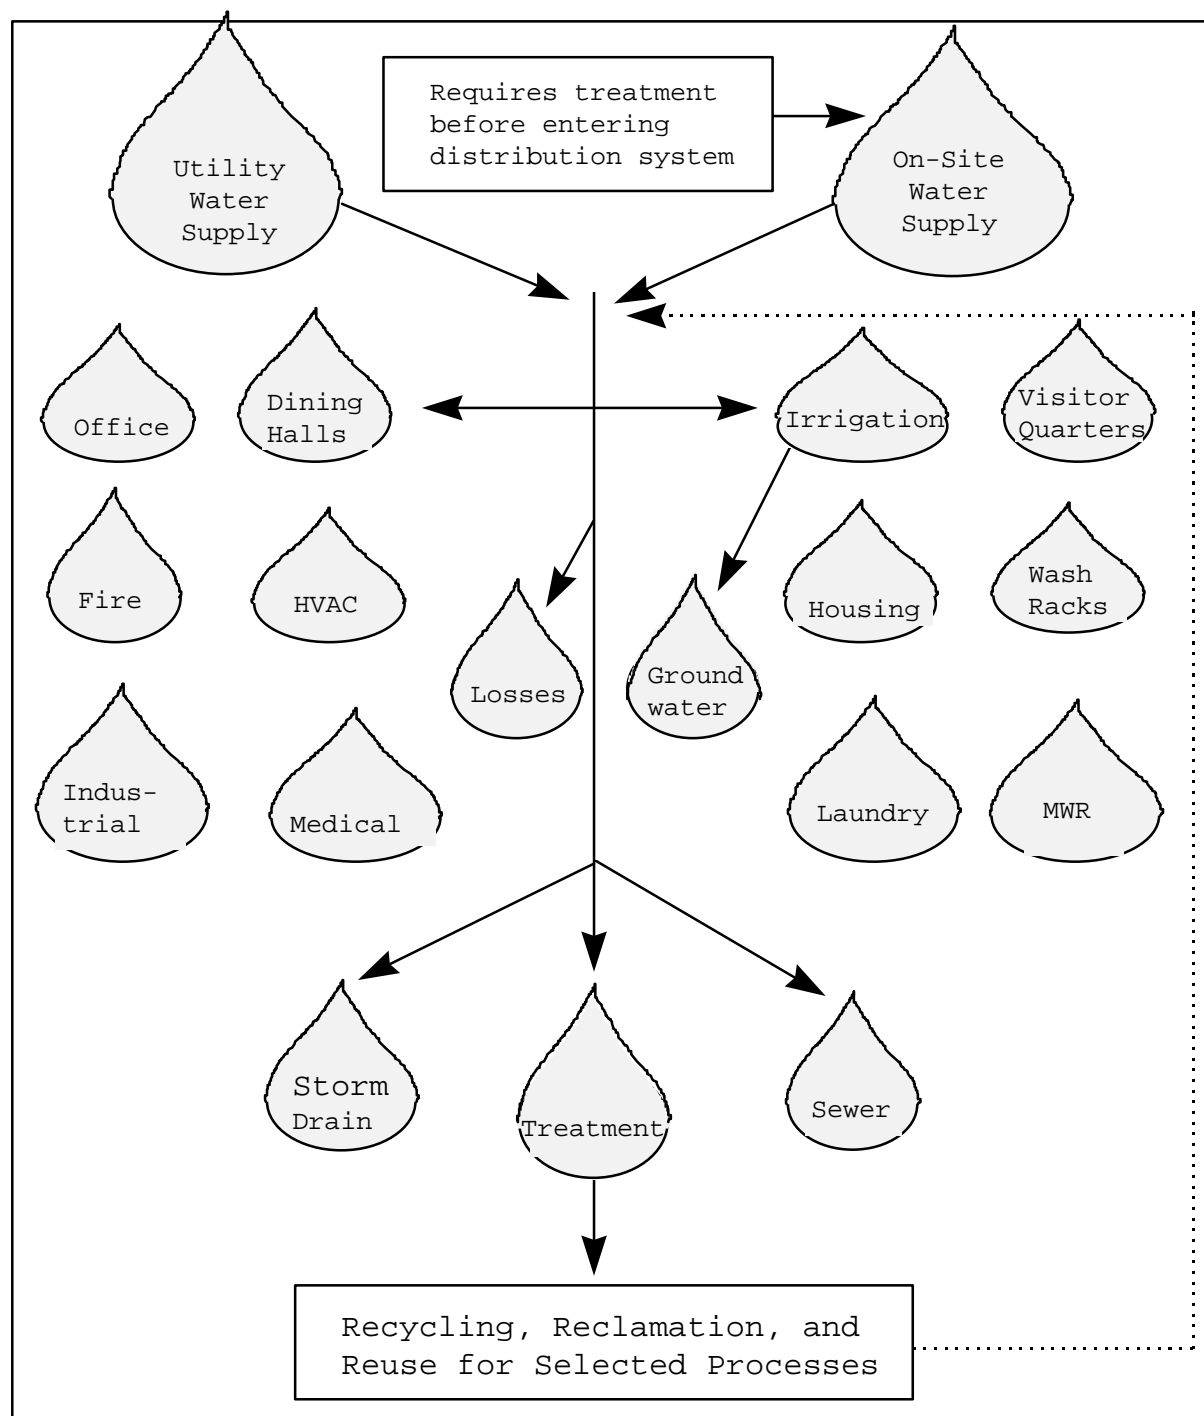 Requires treatment
before entering
distribution system
Utility
Water
Supply
On-Site
Water
Supply
Office
Dining
Halls
Irrigation
Visitor
Quarters
Fire
HVAC
Losses
Ground
water
Housing
Wash
Racks
Indus-
trial
Medical
Laundry
MWR
Storm
Drain
Treatment
Sewer
Recycling, Reclamation, and
Reuse for Selected Processes